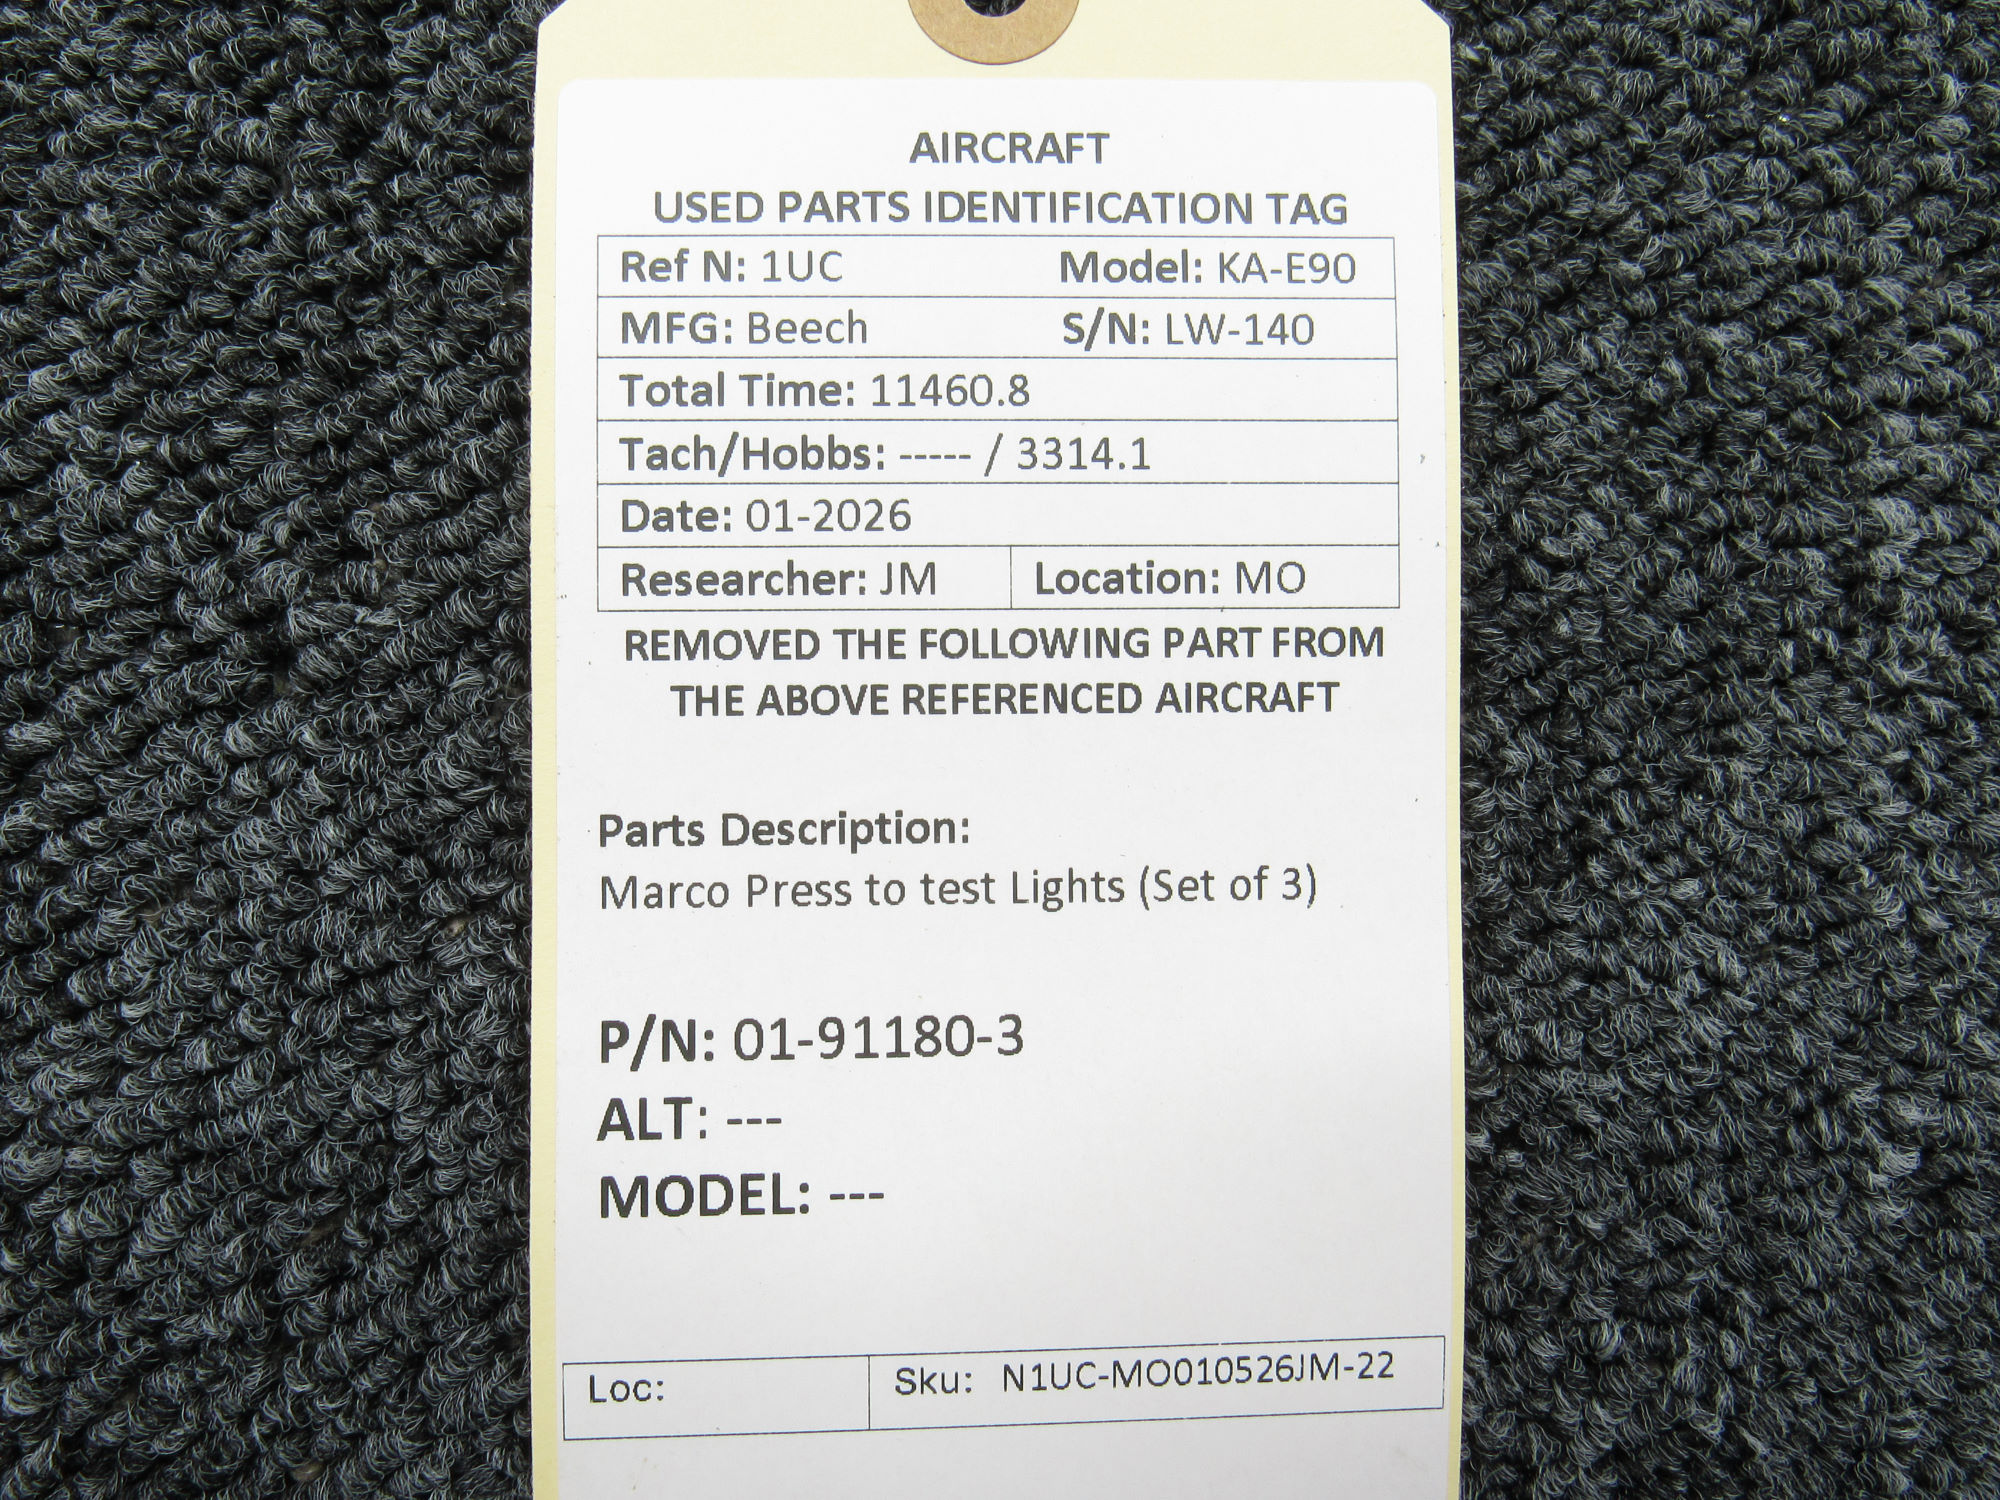 AIRCRAFT
USED PARTS IDENTIFICATION TAG
Ref N: 1UC Model: KA-E90
MFG: Beech S/N: LW-140
Total Time: 11460.8
Tach/Hobbs: ----- / 3314.1
Date: 01-2026
Researcher: JM Location: MO
REMOVED THE FOLLOWING PART FROM
THE ABOVE REFERENCED AIRCRAFT
Parts Description:
Marco Press to test Lights (Set of 3)
P/N: 01-91180-3
ALT: ---
MODEL: ---
Loc: Sku: N1UC-MO010526JM-22